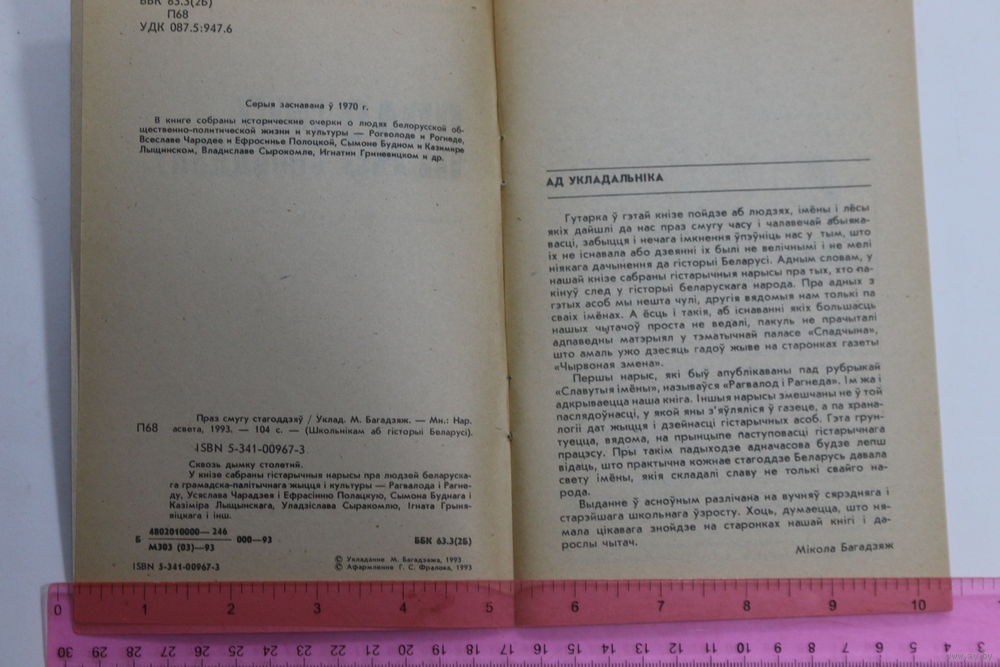 ББК 63.3(2Б)
П68
УДК 087.5:947.6
Серыя заснавана ў 1970 г.
В книге собраны исторические очерки о людях белорусской об-
щественно-политической жизни и культуры — Рогволоде и Рогнеде,
Всеславе Чародее и Ефросинье Полоцкой, Сымоне Будном и Казимире
Лыщинском, Владиславе Сырокомле, Игнатии Гриневицком и др.
Праз смугу стагоддзяў / Уклад. М. Багадзяж. — Мн.: Нар.
П68 асвета, 1993. — 104 с. — (Школьнікам аб гісторыі Беларусі).
ISBN 5-341-00967-3
Сквозь дымку столетий.
У кнізе сабраны гістарычныя нарысы пра людзей беларуска-
га грамадска-палітычнага жыцця і культуры — Рагвалода і Рагне-
ду, Усяслава Чарадзея і Ефрасінню Полацкую, Сымона Буднага і
Казіміра Лыщынскага, Уладзіслава Сыракомлю, Ігната Грыня-
віцкага і інш.
Б 4802010000—246 000—93 ББК 63.3(2Б)
М303 (03)—93
© Укладанне М. Багадзяжа, 1993
ISBN 5-341-00967-3 © Афармленне Г. С. Фралова, 1993
АД УКЛАДАЛЬНІКА
Гутарка ў гэтай кнізе пойдзе аб людзях, імёны і лёсы
якіх дайшлі да нас праз смугу часу і чалавечай абыяка-
васці, забыцця і нечага імкнення ўпэўніць нас у тым, што
іх не існавала або дзеянні іх былі не велічнымі і не мелі
ніякага дачынення да гісторыі Беларусі. Адным словам, у
нашай кнізе сабраны гістарычныя нарысы пра тых, хто па-
кінуў след у гісторыі беларускага народа. Пра адных з
гэтых асоб мы нешта чулі, другія вядомыя нам толькі па
сваіх імёнах. А ёсць і такія, аб існаванні якіх большасць
нашых чытачоў проста не ведалі, пакуль не прачыталі
адпаведны матэрыял у тэматычнай паласе «Спадчына»,
што амаль ужо дзесяць гадоў жыве на старонках газеты
«Чырвоная змена».
Першы нарыс, які быў апублікаваны пад рубрыкай
«Славутыя імёны», называўся «Рагвалод і Рагнеда». Ім жа і
адкрываецца наша кніга. Іншыя нарысы змешчаны не ў той
паслядоўнасці, у якой яны з'яўляліся ў газеце, а па храна-
логіі дат жыцця і дзейнасці гістарычных асоб. Гэта грун-
туецца, вядома, на прынцыпе паступовасці гістарычнага
працэсу. Пры такім падыходзе адначасова будзе лепш
відаць, што практычна кожнае стагоддзе Беларусь давала
свету імёны, якія складалі славу не толькі свайго на-
рода.
Выданне ў асноўным разлічана на вучняў сярэдняга і
старэйшага школьнага ўзросту. Хоць, думаецца, што ня-
мала цікавага знойдзе на старонках нашай кнігі і да-
рослы чытач.
Мікола Багадзяж
0 1 2 3 4 5 6 7 8 9 10
30 29 28 27 26 25 24 23 22 21 20 19 18 17 16 15 14 13 12 11 10 9 8 7 6 5 4 3